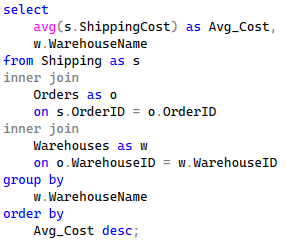 select
    avg(s.ShippingCost) as Avg_Cost,
    w.WarehouseName
from Shipping as s
inner join
    Orders as o
    on s.OrderID = o.OrderID
inner join
    Warehouses as w
    on o.WarehouseID = w.WarehouseID
group by
    w.WarehouseName
order by
    Avg_Cost desc;